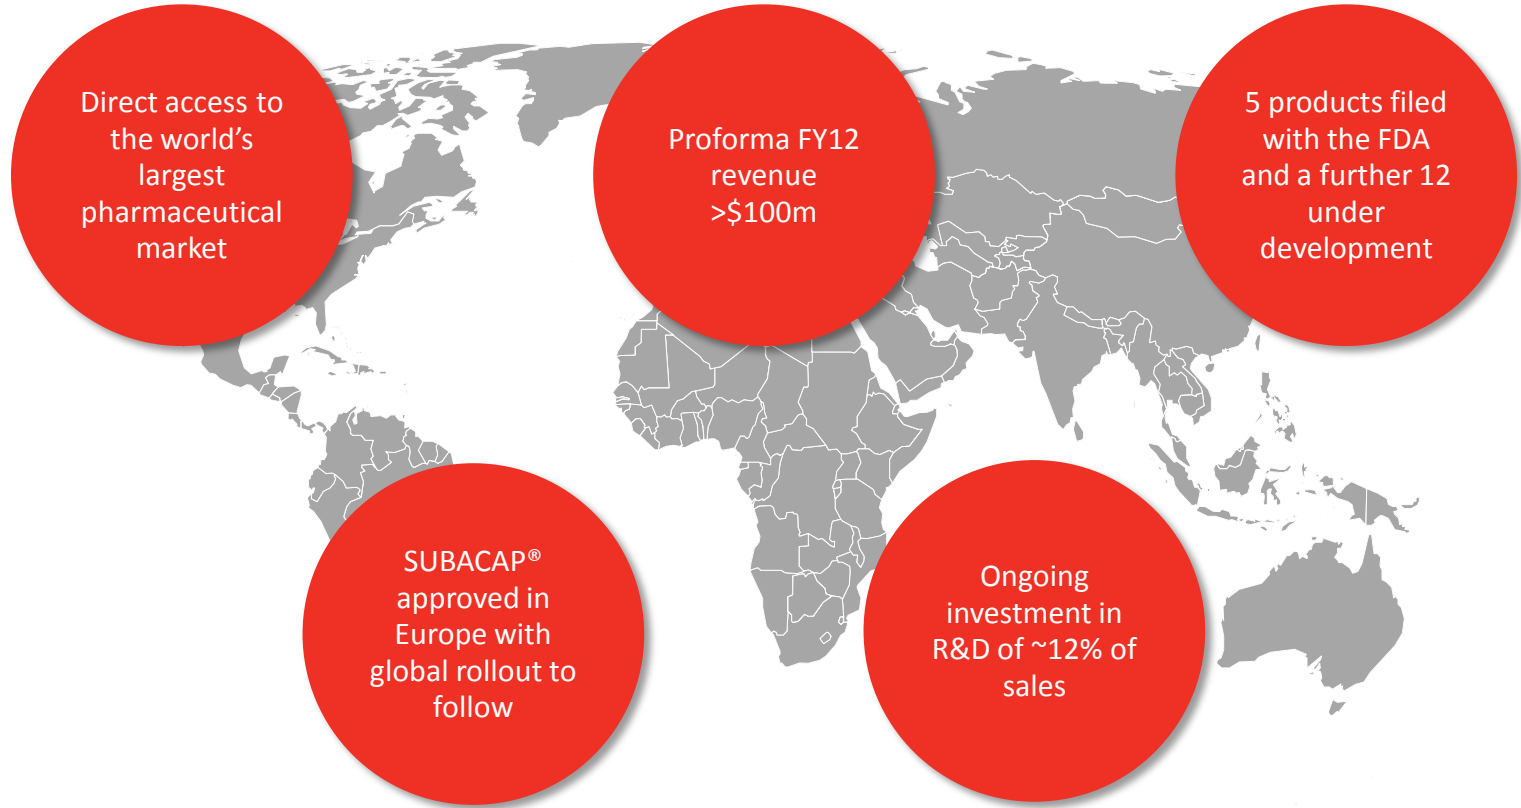 Direct access to
the world's
largest
pharmaceutical
market
Proforma FY12
revenue
>$100m
5 products filed
with the FDA
and a further 12
under
development
SUBACAP®
approved in
Europe with
global rollout to
follow
Ongoing
investment in
R&D of ~12% of
sales